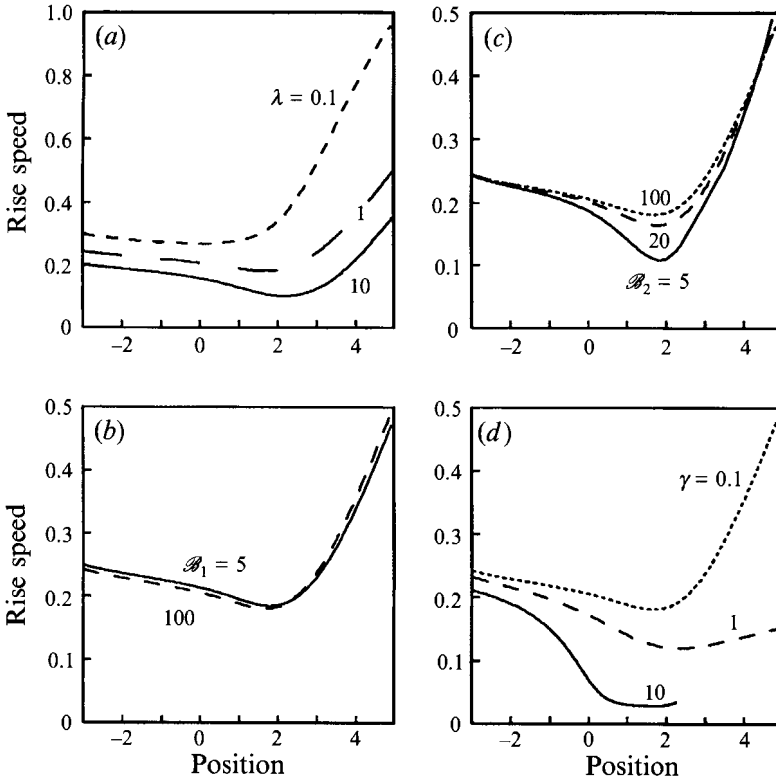 (a)
1.0
0.8
0.6
0.4
0.2
0
Rise speed
λ = 0.1
1
10
−2 0 2 4
(c)
0.5
0.4
0.3
0.2
0.1
0
100
20
ℬ₂ = 5
−2 0 2 4
(b)
0.5
0.4
0.3
0.2
0.1
0
Rise speed
ℬ₁ = 5
100
−2 0 2 4
Position
(d)
0.5
0.4
0.3
0.2
0.1
0
γ = 0.1
1
10
−2 0 2 4
Position